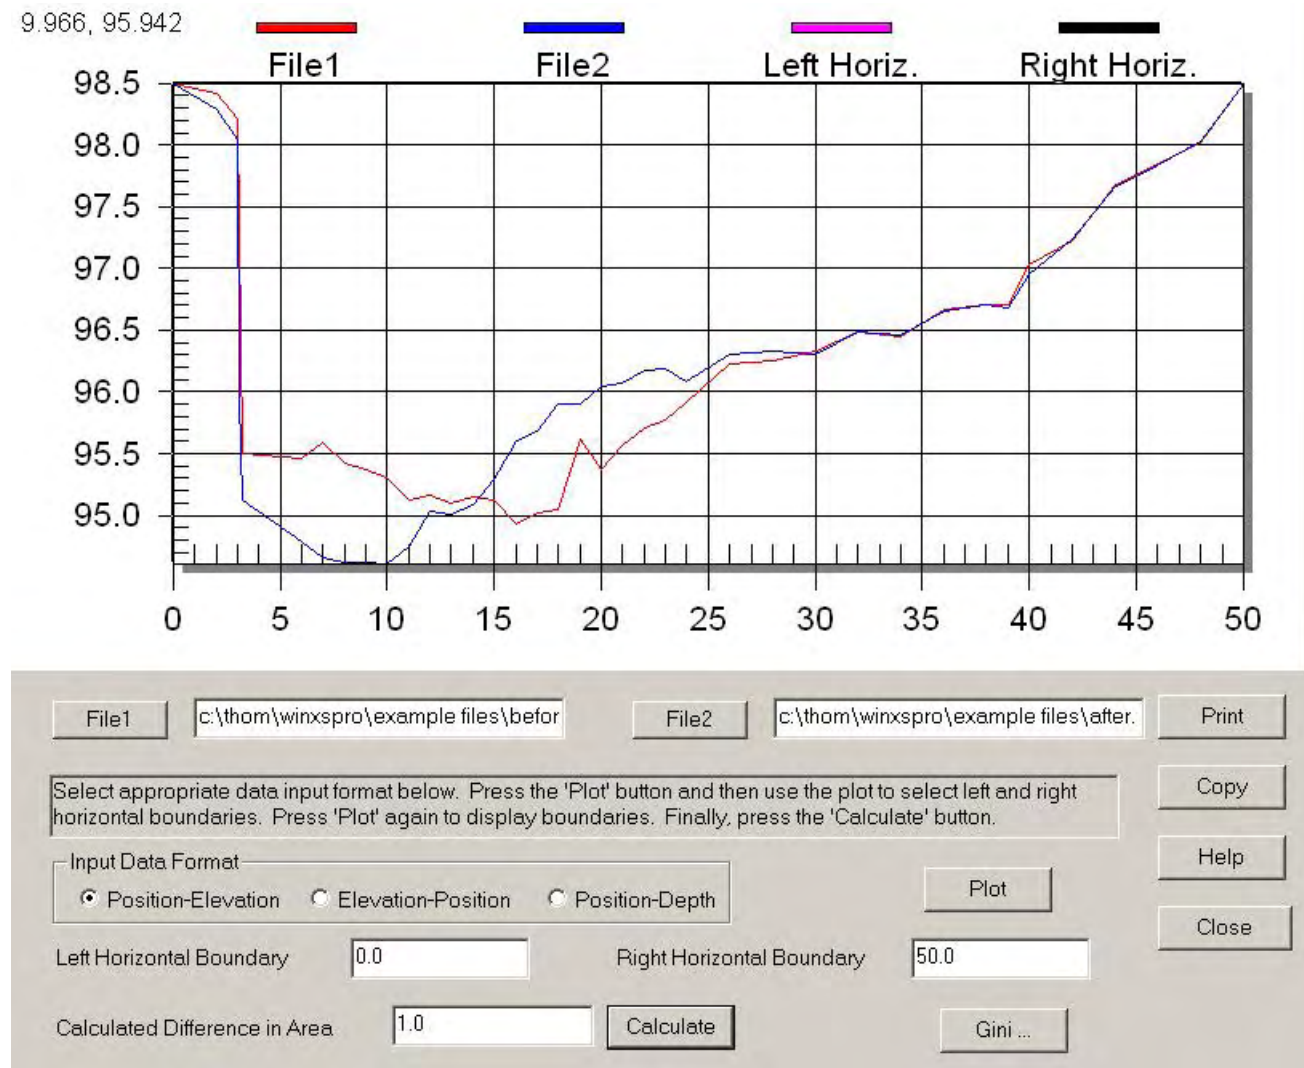 9.966, 95.942
File1 File2 Left Horiz. Right Horiz.
98.5
98.0
97.5
97.0
96.5
96.0
95.5
95.0
0 5 10 15 20 25 30 35 40 45 50
File1 c:\thom\winxspro\example files\befor File2 c:\thom\winxspro\example files\after. Print
Select appropriate data input format below. Press the 'Plot' button and then use the plot to select left and right
horizontal boundaries. Press 'Plot' again to display boundaries. Finally, press the 'Calculate' button.
Copy
Input Data Format
Position-Elevation Elevation-Position Position-Depth
Plot
Help
Close
Left Horizontal Boundary 0.0 Right Horizontal Boundary 50.0
Calculated Difference in Area 1.0 Calculate Gini ...